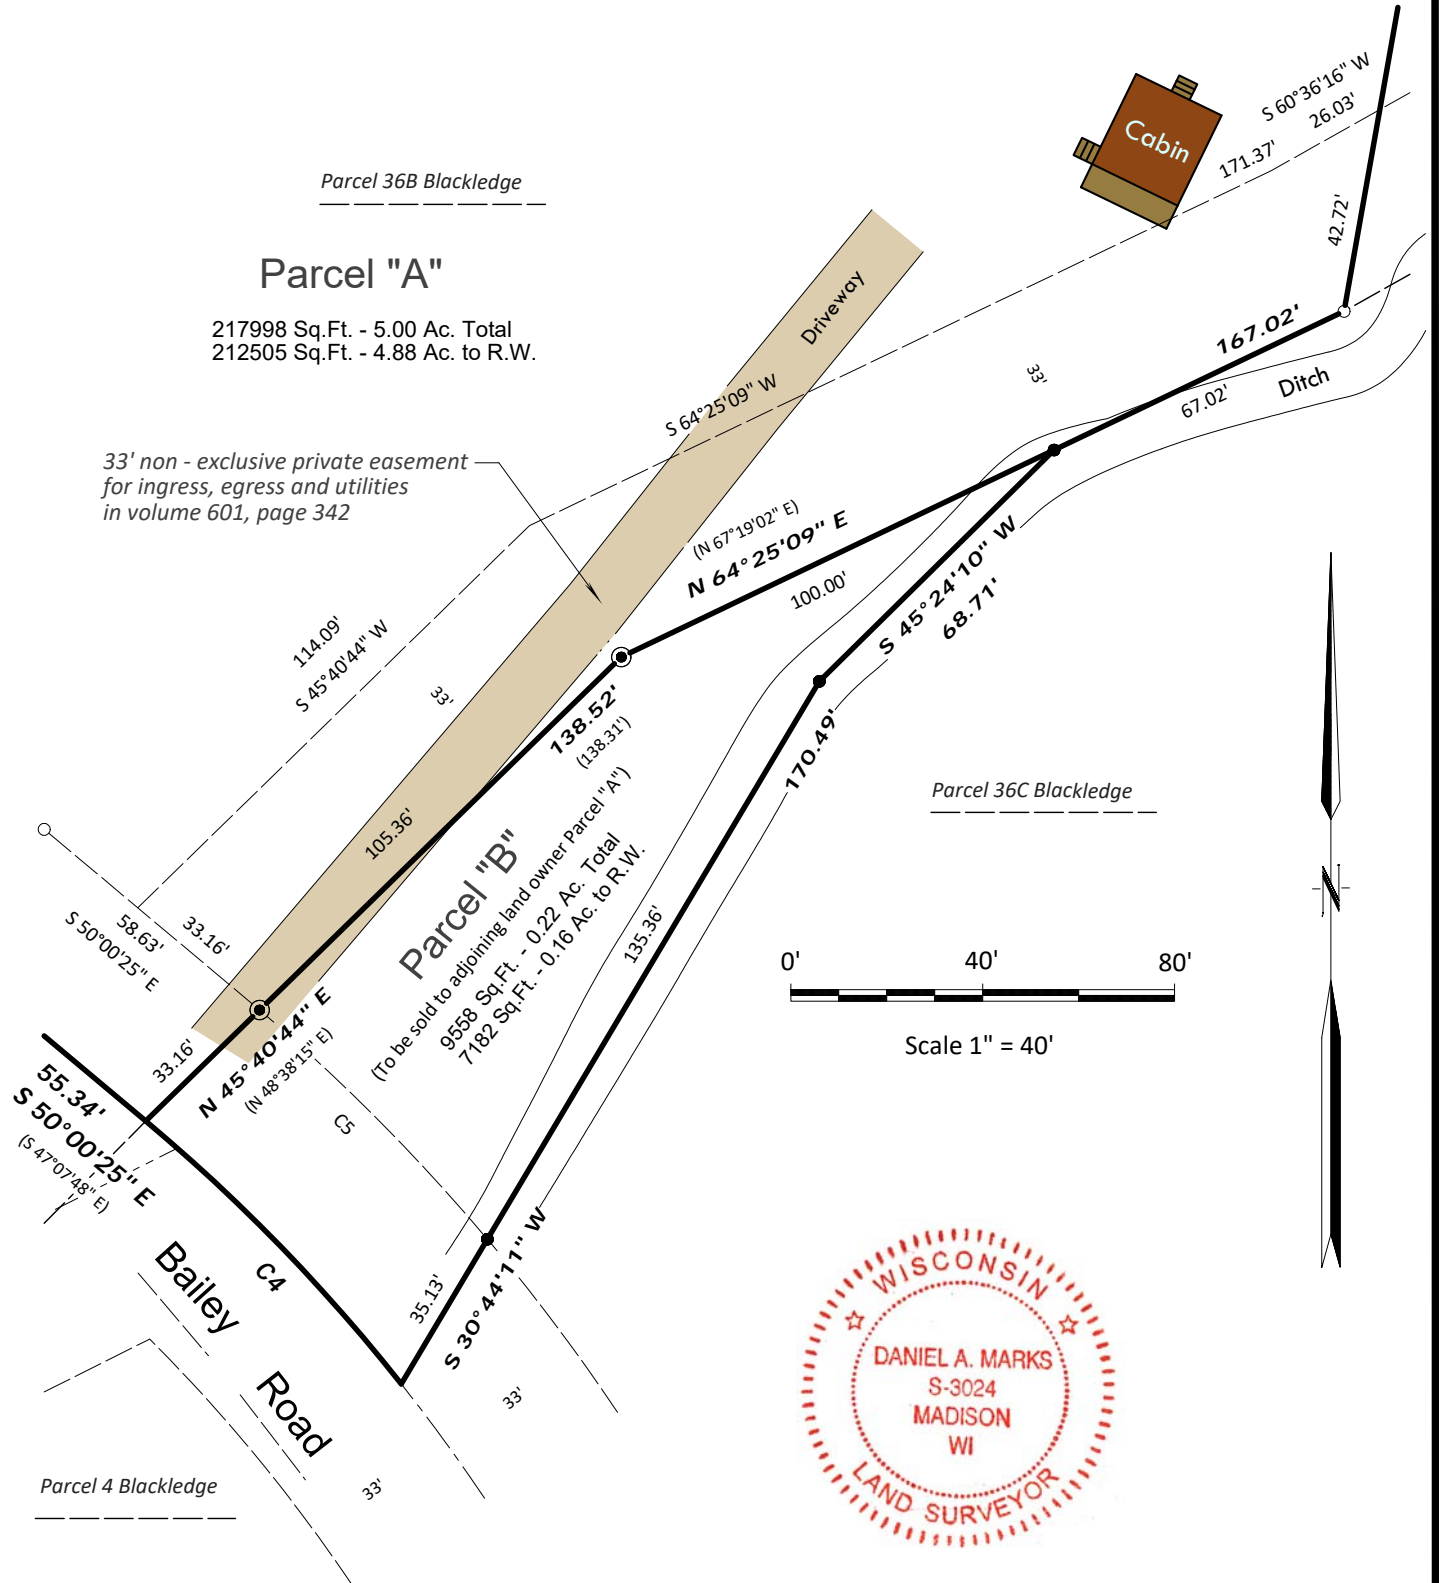 S 60°36'16" W
26.03'
171.37'
Cabin
42.72'
Parcel 36B Blackledge
Parcel "A"
217998 Sq.Ft. - 5.00 Ac. Total
212505 Sq.Ft. - 4.88 Ac. to R.W.
Driveway
167.02'
33'
67.02'
Ditch
S 64°25'09" W
33' non - exclusive private easement
for ingress, egress and utilities
in volume 601, page 342
(N 67°19'02" E)
N 64°25'09" E
100.00'
S 45°24'10" W
68.71'
114.09'
S 45°40'44" W
33'
138.52'
(138.31')
170.49'
Parcel 36C Blackledge
105.36'
Parcel "B"
(To be sold to adjoining land owner Parcel "A")
9558 Sq.Ft. - 0.22 Ac. Total
7182 Sq.Ft. - 0.16 Ac. to R.W.
135.36'
58.63'
33.16'
S 50°00'25" E
N
0' 40' 80'
Scale 1" = 40'
33.16'
N 45°40'44" E
(N 48°38'15" E)
C5
55.34'
S 50°00'25" E
(S 47°07'48" E)
Bailey
Road
C4
35.13'
S 30°44'11" W
33'
33'
Parcel 4 Blackledge
WISCONSIN
DANIEL A. MARKS
S-3024
MADISON
WI
LAND SURVEYOR